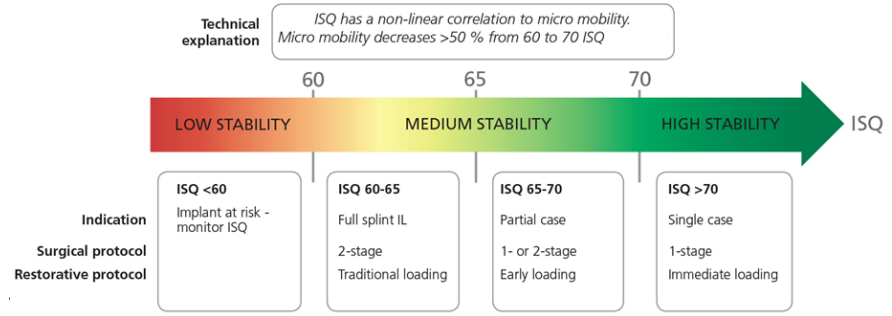 Technical explanation
ISQ has a non-linear correlation to micro mobility.
Micro mobility decreases >50 % from 60 to 70 ISQ
60 65 70
LOW STABILITY MEDIUM STABILITY HIGH STABILITY ISQ
ISQ <60 ISQ 60-65 ISQ 65-70 ISQ >70
Indication Implant at risk - monitor ISQ Full splint IL Partial case Single case
Surgical protocol 2-stage 1- or 2-stage 1-stage
Restorative protocol Traditional loading Early loading Immediate loading